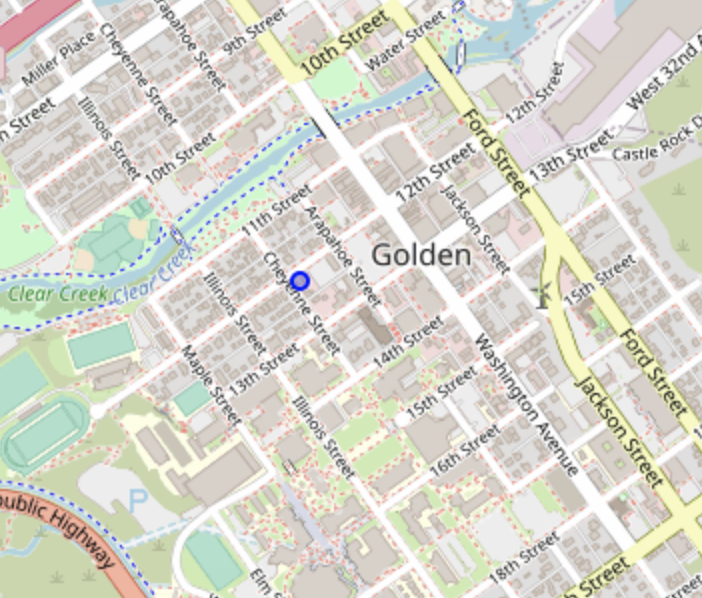 Miller Place
Cheyenne Street
Arapahoe Street
9th Street
10th Street
Water Street
Illinois Street
10th Street
12th Street
West 32nd A
13th Street
Castle Rock D
Ford Street
12th Street
Jackson Street
11th Street
Arapahoe Street
Golden
Clear Creek
Clear Creek
Illinois Street
Cheyenne Street
15th Street
14th Street
13th Street
Maple Street
Washington Avenue
Ford Street
15th Street
Jackson Street
Illinois Street
16th Street
P
public Highway
18th Street
Elm S
h Street